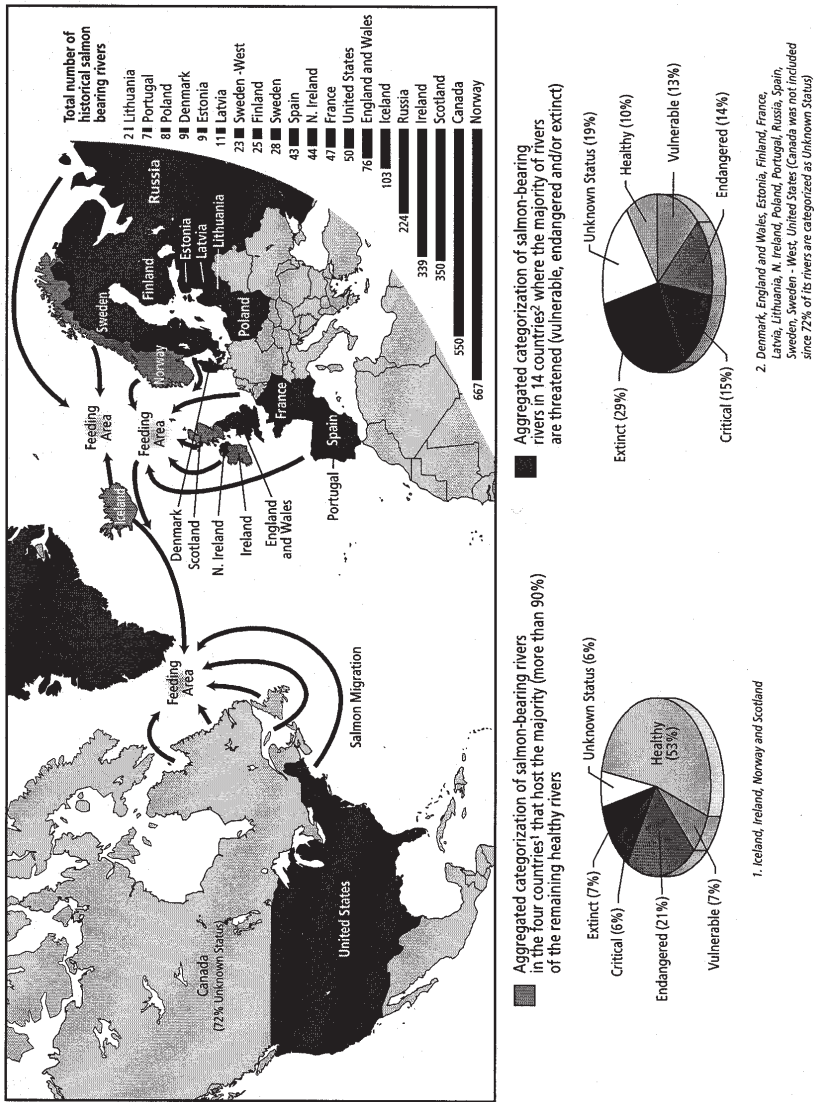 Total number of
historical salmon
bearing rivers
2 Lithuania
7 Portugal
8 Poland
9 Denmark
9 Estonia
11 Latvia
23 Sweden -West
25 Finland
28 Sweden
43 Spain
44 N. Ireland
47 France
50 United States
76 England and Wales
103 Iceland
224 Russia
339 Ireland
350 Scotland
550 Canada
667 Norway
Canada
(72% Unknown Status)
United States
Feeding
Area
Salmon Migration
Iceland
Feeding
Area
Feeding
Area
Denmark
Scotland
N. Ireland
Ireland
England
and Wales
Portugal
Spain
France
Norway
Sweden
Finland
Poland
Russia
Estonia
Latvia
Lithuania
Aggregated categorization of salmon-bearing rivers
in the four countries¹ that host the majority (more than 90%)
of the remaining healthy rivers
Extinct (7%)
Critical (6%)
Endangered (21%)
Vulnerable (7%)
Unknown Status (6%)
Healthy
(53%)
1. Iceland, Ireland, Norway and Scotland
Aggregated categorization of salmon-bearing
rivers in 14 countries² where the majority of rivers
are threatened (vulnerable, endangered and/or extinct)
Extinct (29%)
Critical (15%)
Unknown Status (19%)
Healthy (10%)
Vulnerable (13%)
Endangered (14%)
2. Denmark, England and Wales, Estonia, Finland, France,
Latvia, Lithuania, N. Ireland, Poland, Portugal, Russia, Spain,
Sweden, Sweden - West, United States (Canada was not included
since 72% of its rivers are categorized as Unknown Status)